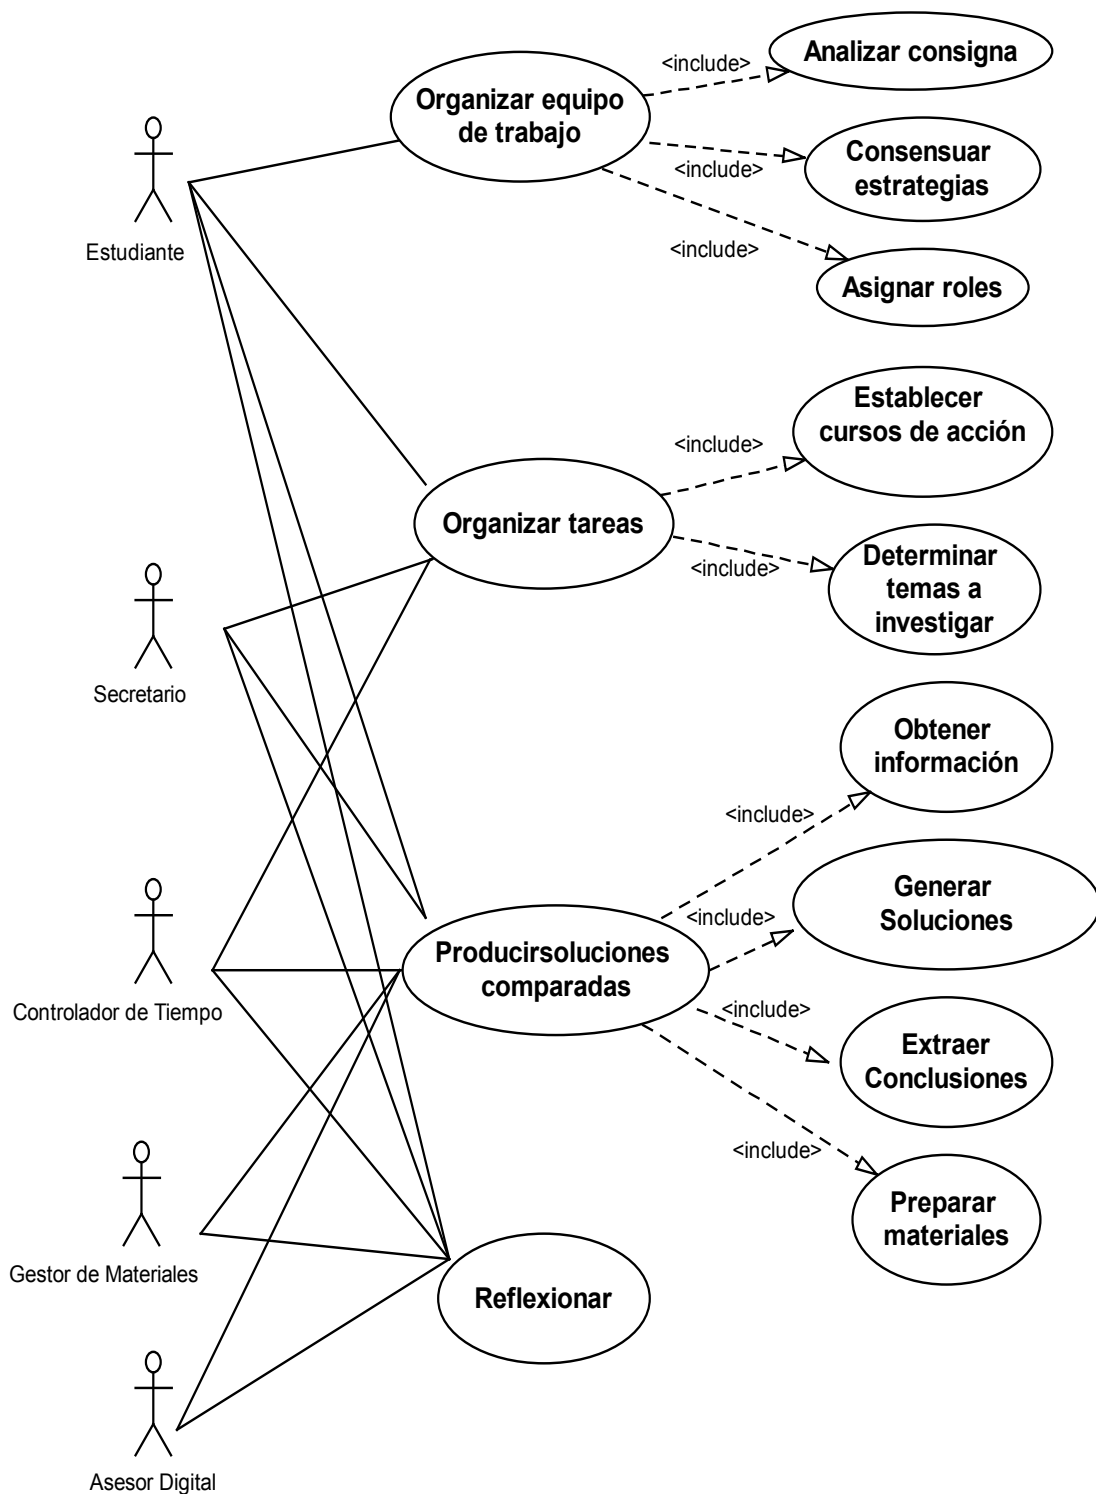 Analizar consigna
<include>
Organizar equipo
de trabajo
Consensuar
estrategias
<include>
Estudiante
<include>
Asignar roles
Establecer
cursos de acción
<include>
Organizar tareas
<include>
Determinar
temas a
investigar
Secretario
Obtener
información
<include>
Generar
Soluciones
<include>
Producirsoluciones
comparadas
Controlador de Tiempo
<include>
Extraer
Conclusiones
<include>
Preparar
materiales
Gestor de Materiales
Reflexionar
Asesor Digital